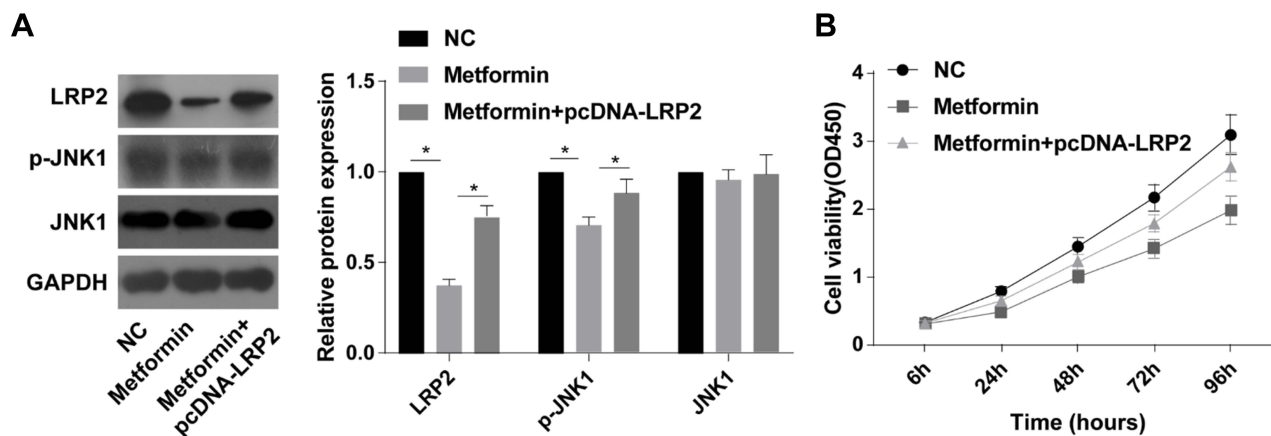 A
LRP2
p-JNK1
JNK1
GAPDH
NC
Metformin
Metformin+
pcDNA-LRP2
NC
Metformin
Metformin+pcDNA-LRP2
Relative protein expression
1.5
1.0
0.5
0.0
*
*
*
*
LRP2
p-JNK1
JNK1
B
NC
Metformin
Metformin+pcDNA-LRP2
Cell viability(OD450)
4
3
2
1
0
6h
24h
48h
72h
96h
Time (hours)